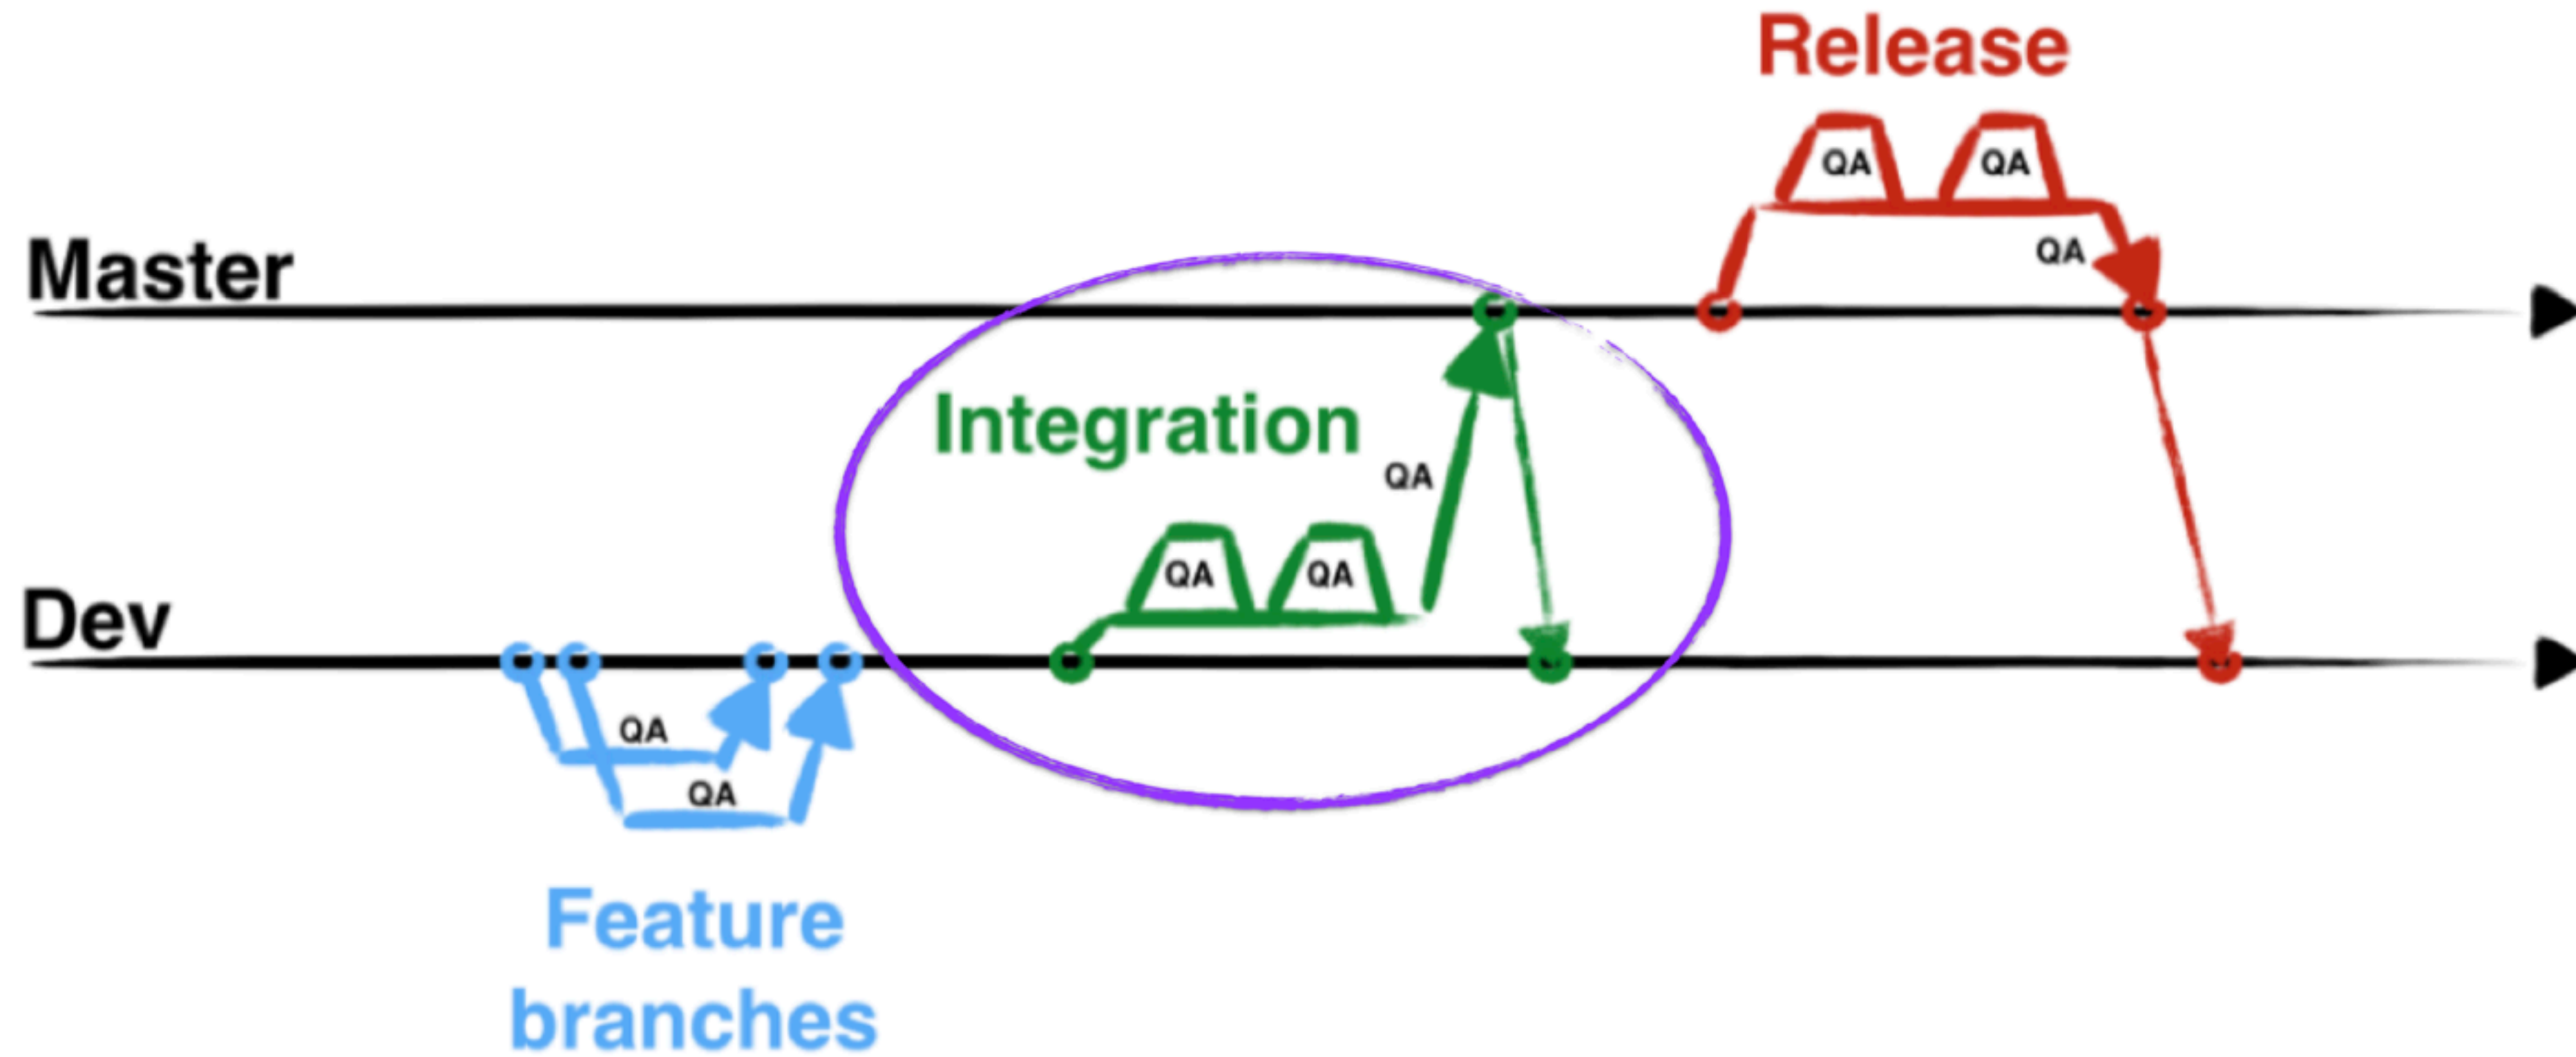 Release
QA QA
Master
QA
Integration
QA
QA QA
Dev
QA
QA
Feature
branches